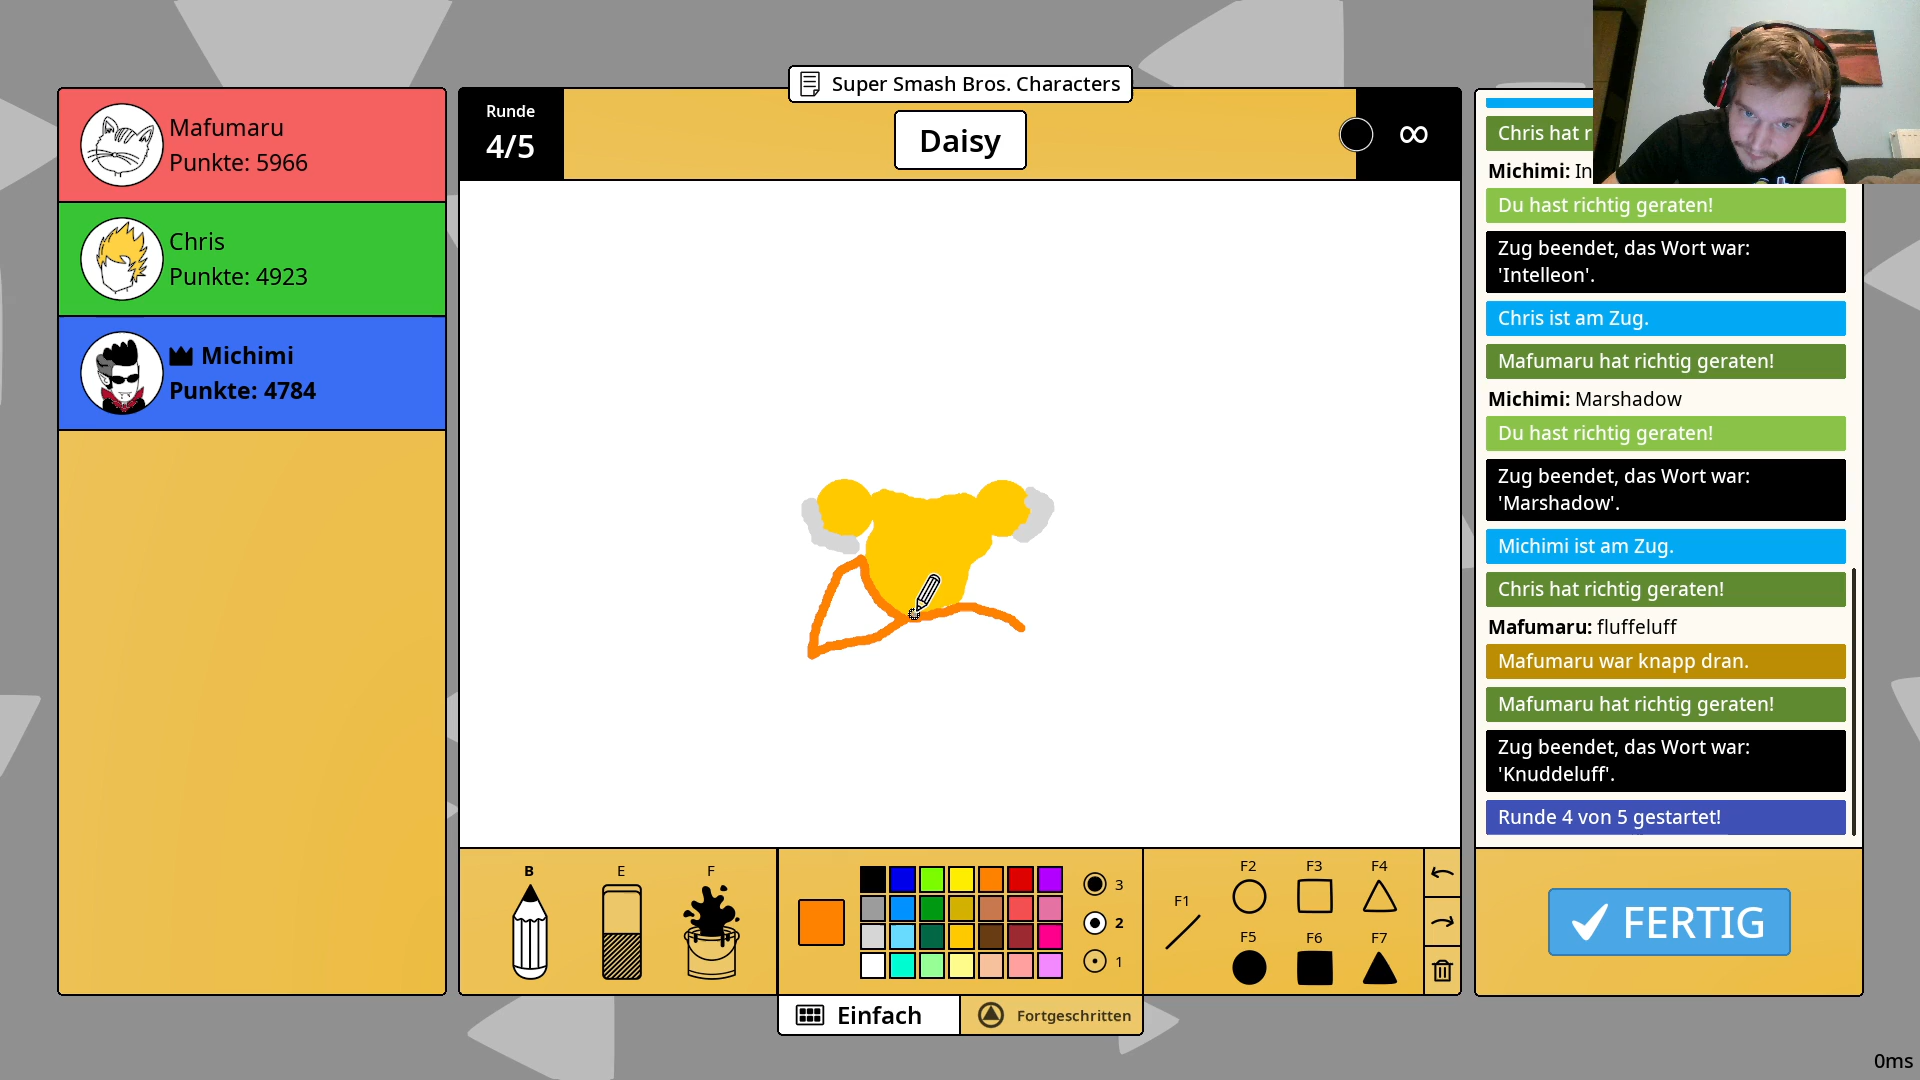 Super Smash Bros. Characters
Runde
4/5
Daisy
∞
Mafumaru
Punkte: 5966
Chris
Punkte: 4923
Michimi
Punkte: 4784
Chris hat r
Michimi: In
Du hast richtig geraten!
Zug beendet, das Wort war:
'Intelleon'.
Chris ist am Zug.
Mafumaru hat richtig geraten!
Michimi: Marshadow
Du hast richtig geraten!
Zug beendet, das Wort war:
'Marshadow'.
Michimi ist am Zug.
Chris hat richtig geraten!
Mafumaru: fluffeluff
Mafumaru war knapp dran.
Mafumaru hat richtig geraten!
Zug beendet, das Wort war:
'Knuddeluff'.
Runde 4 von 5 gestartet!
B
E
F
3
2
1
F1
F2
F3
F4
F5
F6
F7
FERTIG
Einfach
Fortgeschritten
0ms